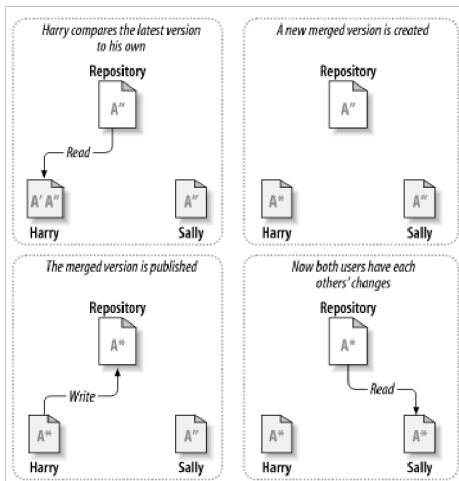 Harry compares the latest version
to his own
Repository
A"
Read
A' A"
A"
Harry
Sally
A new merged version is created
Repository
A"
A*
A"
Harry
Sally
The merged version is published
Repository
A*
Write
A*
A"
Harry
Sally
Now both users have each
others' changes
Repository
A*
Read
A*
A*
Harry
Sally